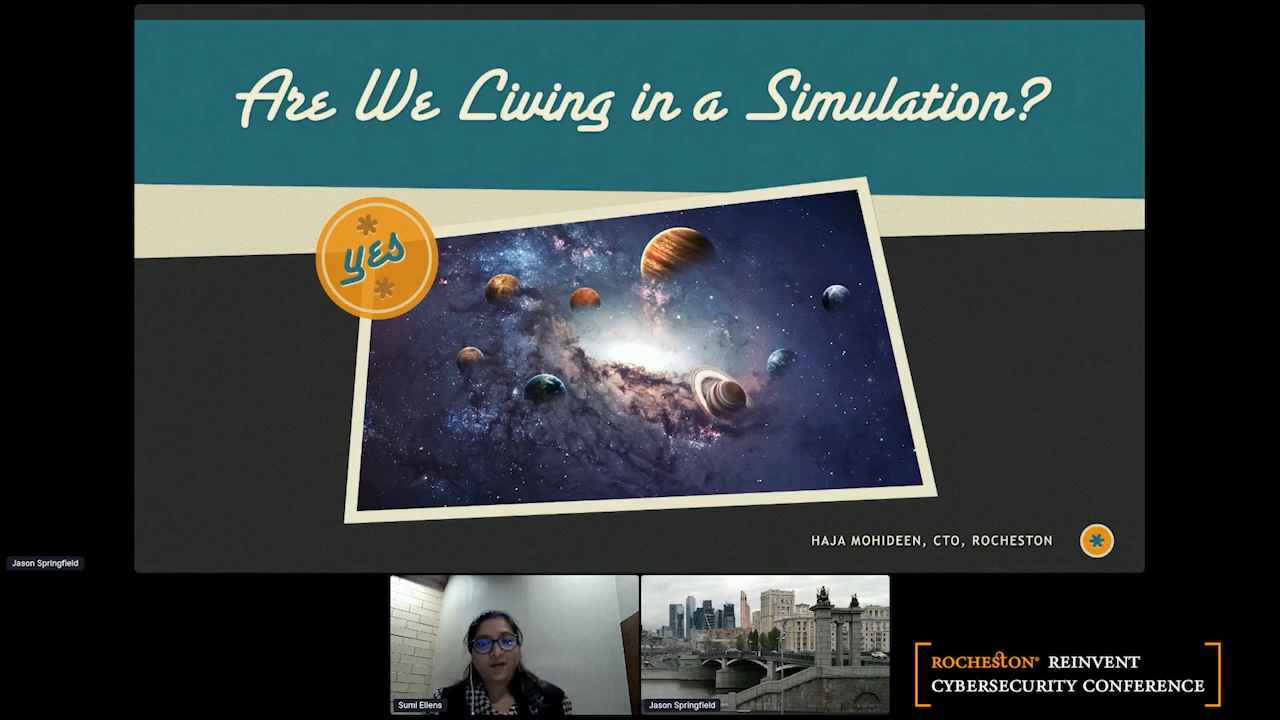 Are We Living in a Simulation?
YES
HAJA MOHIDEEN, CTO, ROCHESTON
Jason Springfield
Sumi Ellens
Jason Springfield
ROCHESTON® REINVENT
CYBERSECURITY CONFERENCE